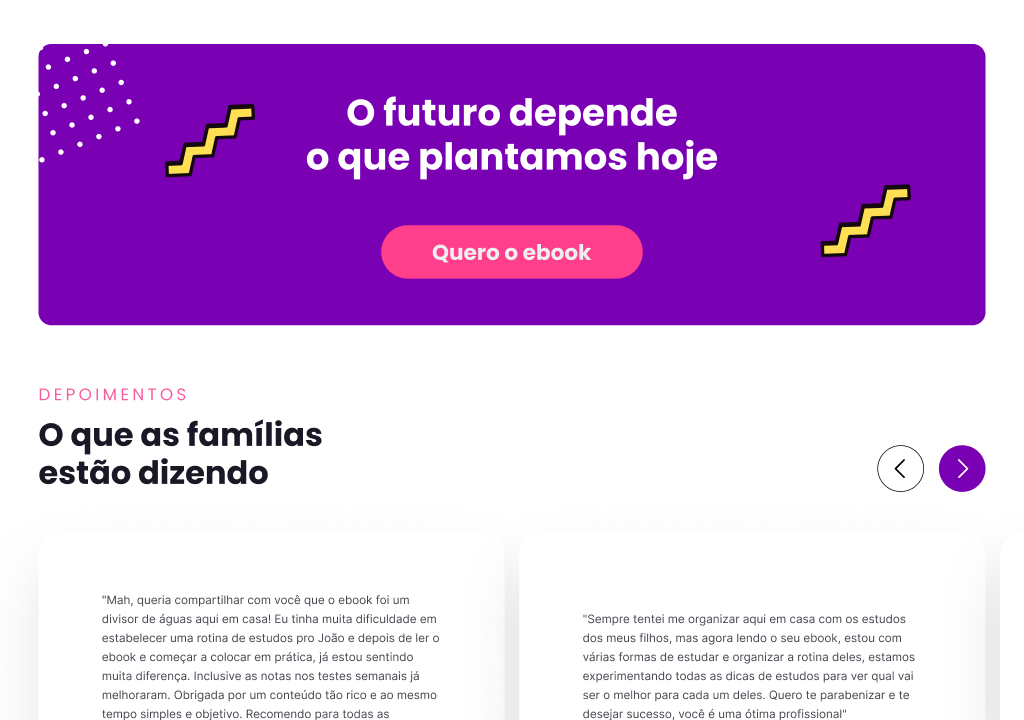 O futuro depende
o que plantamos hoje
Quero o ebook
DEPOIMENTOS
O que as famílias
estão dizendo
"Mah, queria compartilhar com você que o ebook foi um
divisor de águas aqui em casa! Eu tinha muita dificuldade em
estabelecer uma rotina de estudos pro João e depois de ler o
ebook e começar a colocar em prática, já estou sentindo
muita diferença. Inclusive as notas nos testes semanais já
melhoraram. Obrigada por um conteúdo tão rico e ao mesmo
tempo simples e objetivo. Recomendo para todas as
"Sempre tentei me organizar aqui em casa com os estudos
dos meus filhos, mas agora lendo o seu ebook, estou com
várias formas de estudar e organizar a rotina deles, estamos
experimentando todas as dicas de estudos para ver qual vai
ser o melhor para cada um deles. Quero te parabenizar e te
desejar sucesso, você é uma ótima profissional"